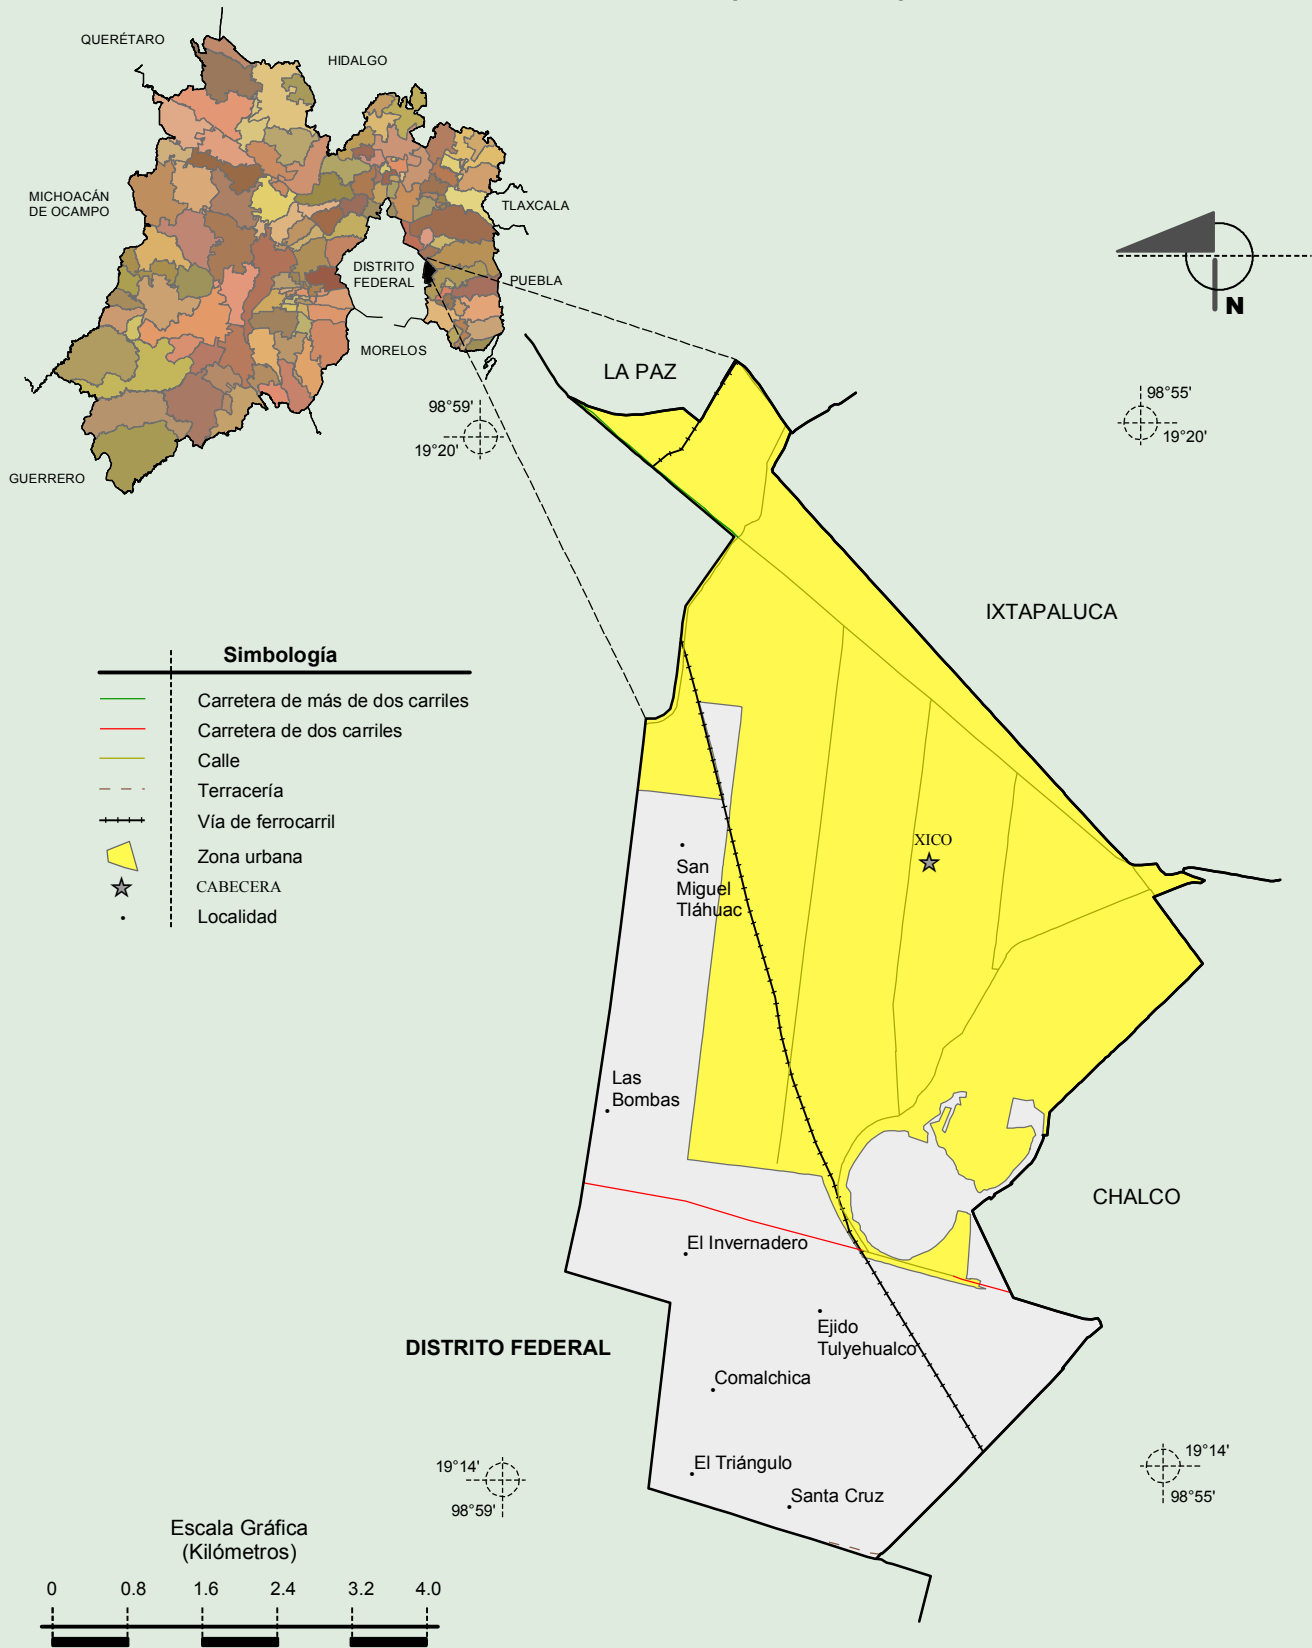 QUERÉTARO
HIDALGO
MICHOACÁN
DE OCAMPO
TLAXCALA
DISTRITO
FEDERAL
PUEBLA
MORELOS
GUERRERO
N
LA PAZ
98°59'
19°20'
98°55'
19°20'
IXTAPALUCA
Simbología
Carretera de más de dos carriles
Carretera de dos carriles
Calle
Terracería
Vía de ferrocarril
Zona urbana
CABECERA
Localidad
XICO
San
Miguel
Tláhuac
Las
Bombas
CHALCO
El Invernadero
Ejido
Tulyehualco
DISTRITO FEDERAL
Comalchica
El Triángulo
Santa Cruz
19°14'
98°59'
19°14'
98°55'
Escala Gráfica
(Kilómetros)
0 0.8 1.6 2.4 3.2 4.0